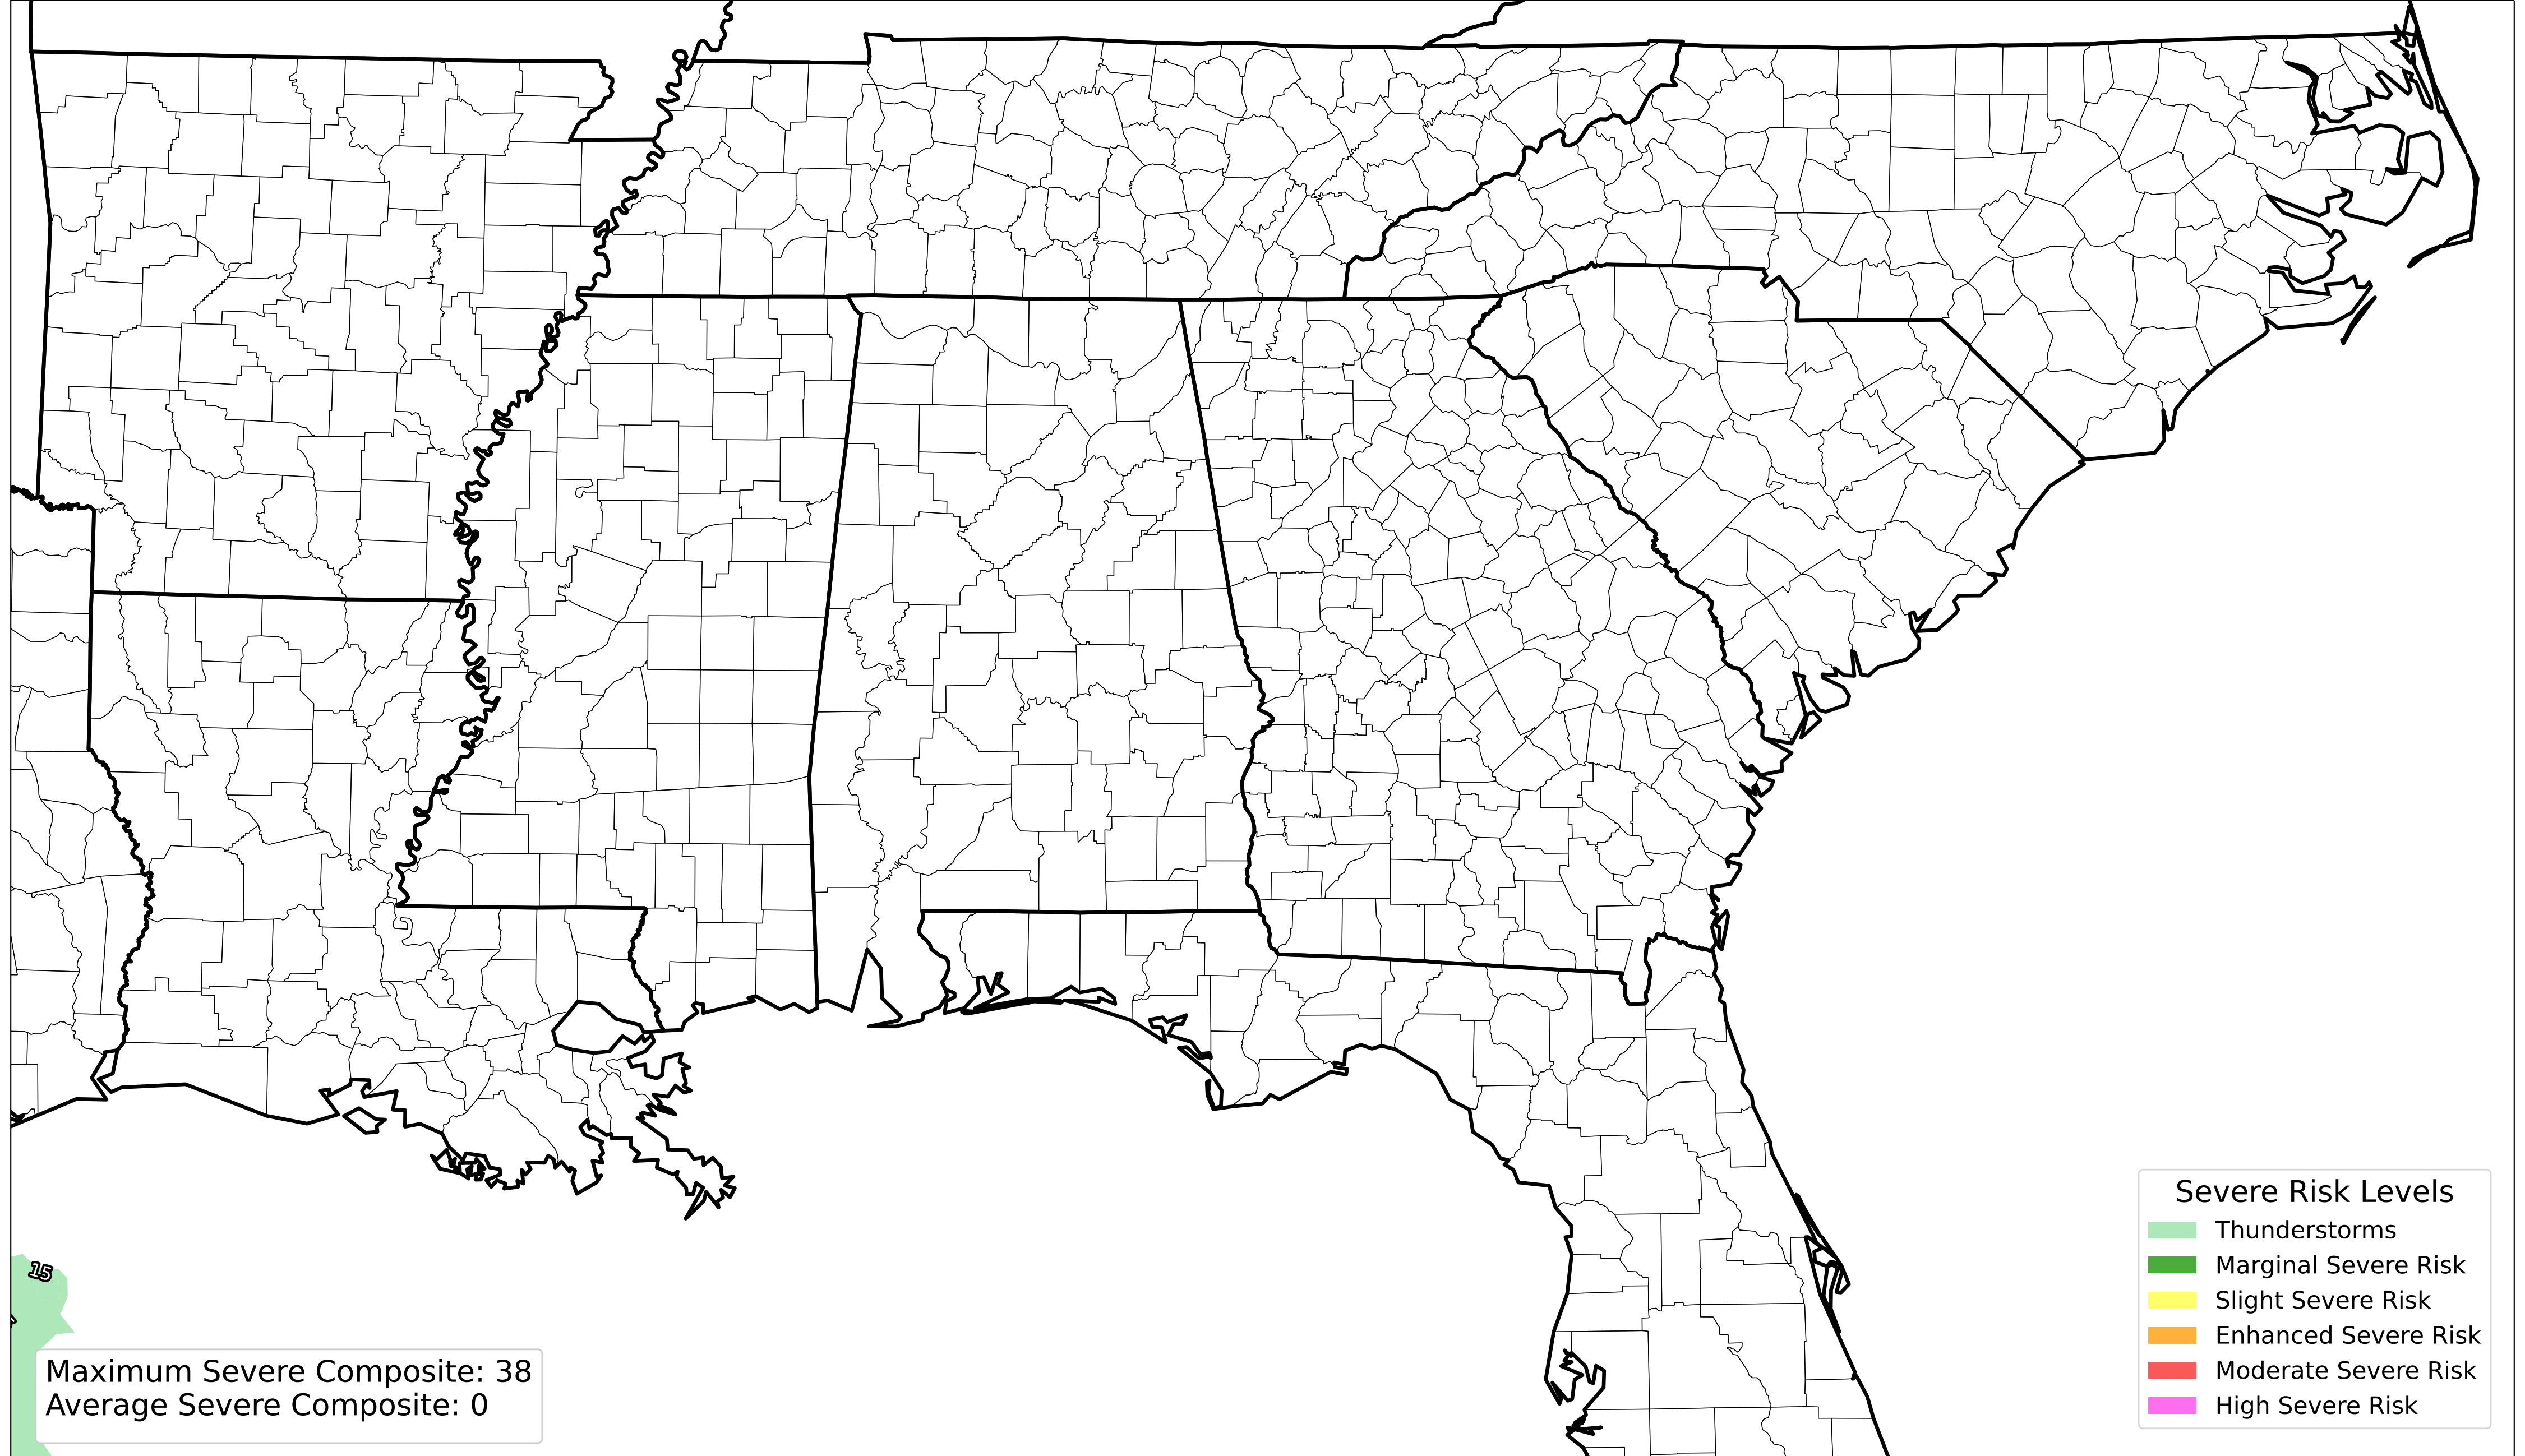 15
Maximum Severe Composite: 38
Average Severe Composite: 0
Severe Risk Levels
Thunderstorms
Marginal Severe Risk
Slight Severe Risk
Enhanced Severe Risk
Moderate Severe Risk
High Severe Risk